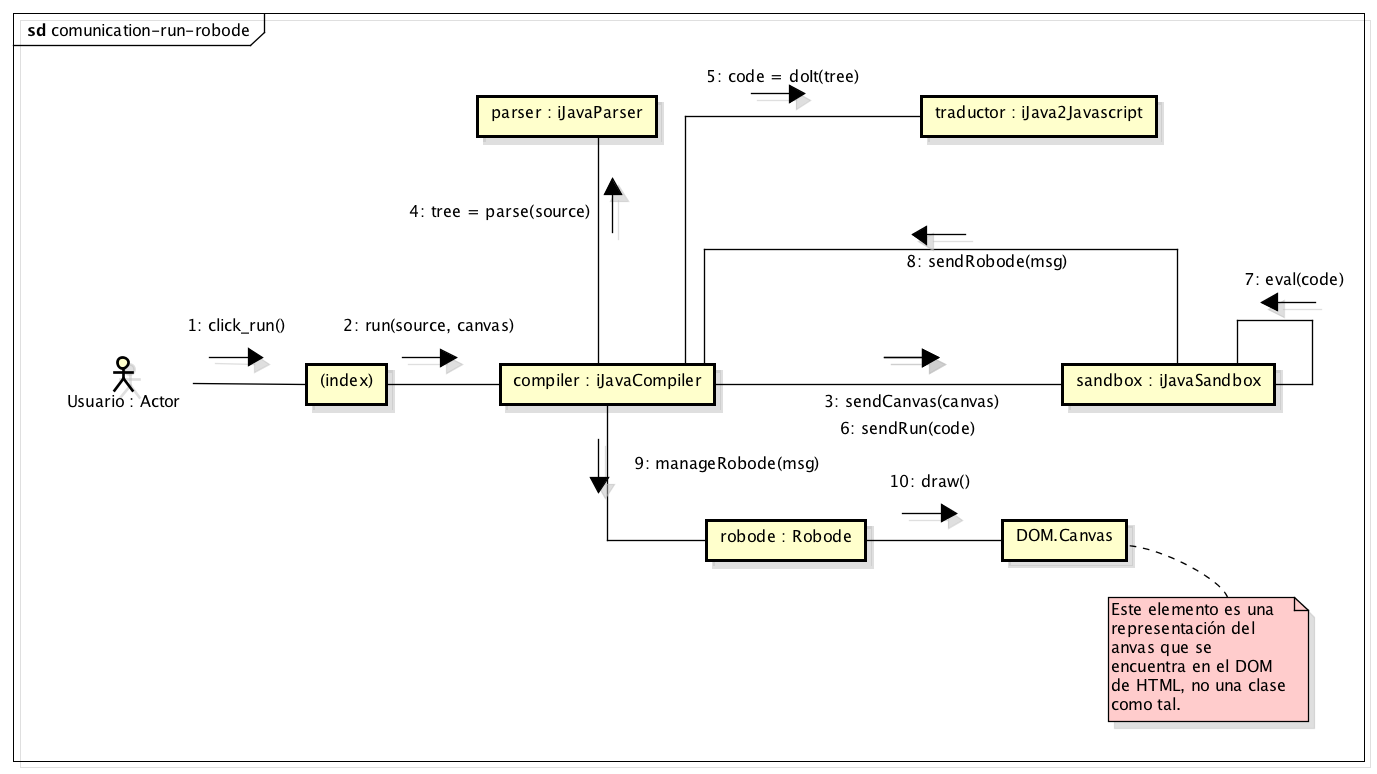 sd comunication-run-robode
5: code = doIt(tree)
parser : iJavaParser
traductor : iJava2Javascript
4: tree = parse(source)
8: sendRobode(msg)
7: eval(code)
1: click_run()
2: run(source, canvas)
Usuario : Actor
(index)
compiler : iJavaCompiler
sandbox : iJavaSandbox
3: sendCanvas(canvas)
6: sendRun(code)
9: manageRobode(msg)
10: draw()
robode : Robode
DOM.Canvas
Este elemento es una
representación del
anvas que se
encuentra en el DOM
de HTML, no una clase
como tal.